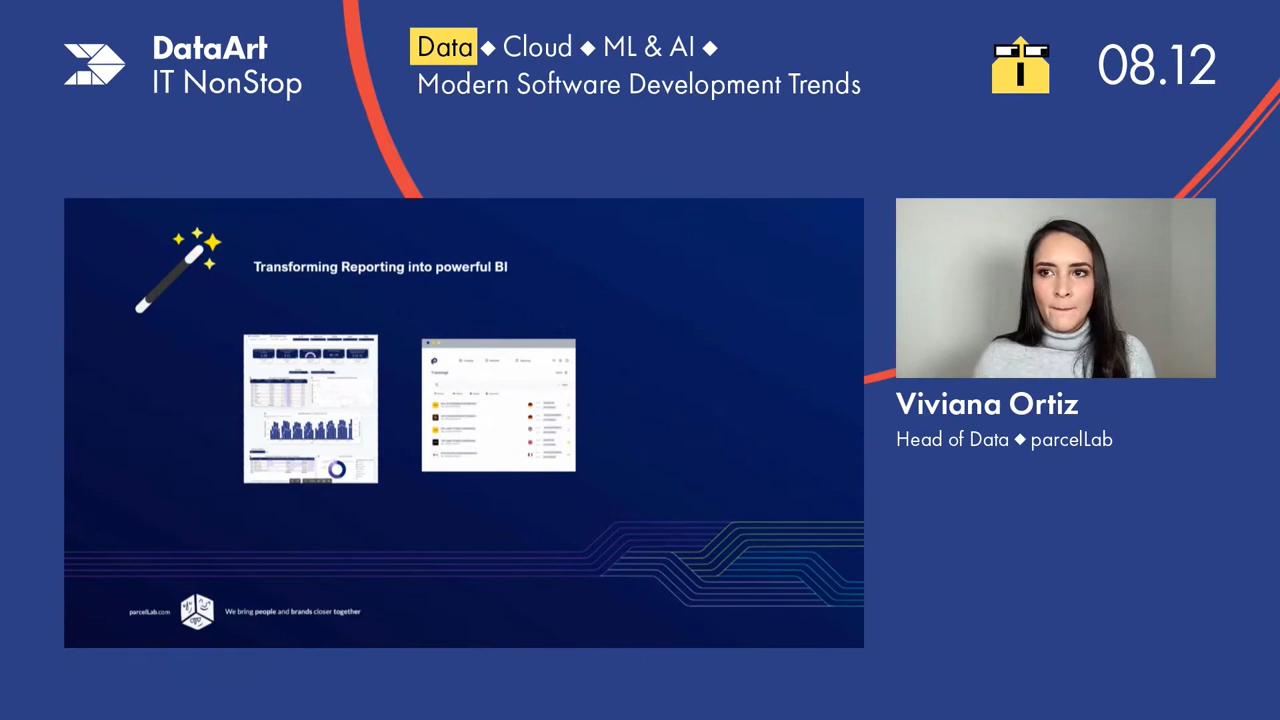 DataArt
IT NonStop
Data ◆ Cloud ◆ ML & AI ◆
Modern Software Development Trends
08.12
Transforming Reporting into powerful BI
parcelLab.com
We bring people and brands closer together
Viviana Ortiz
Head of Data ◆ parcelLab